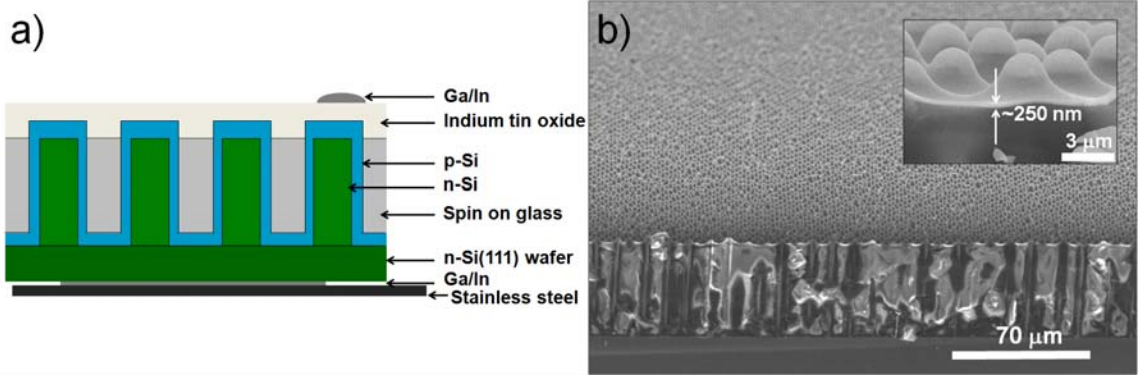 a)
Ga/In
Indium tin oxide
p-Si
n-Si
Spin on glass
n-Si(111) wafer
Ga/In
Stainless steel
b)
~250 nm
3 μm
70 μm